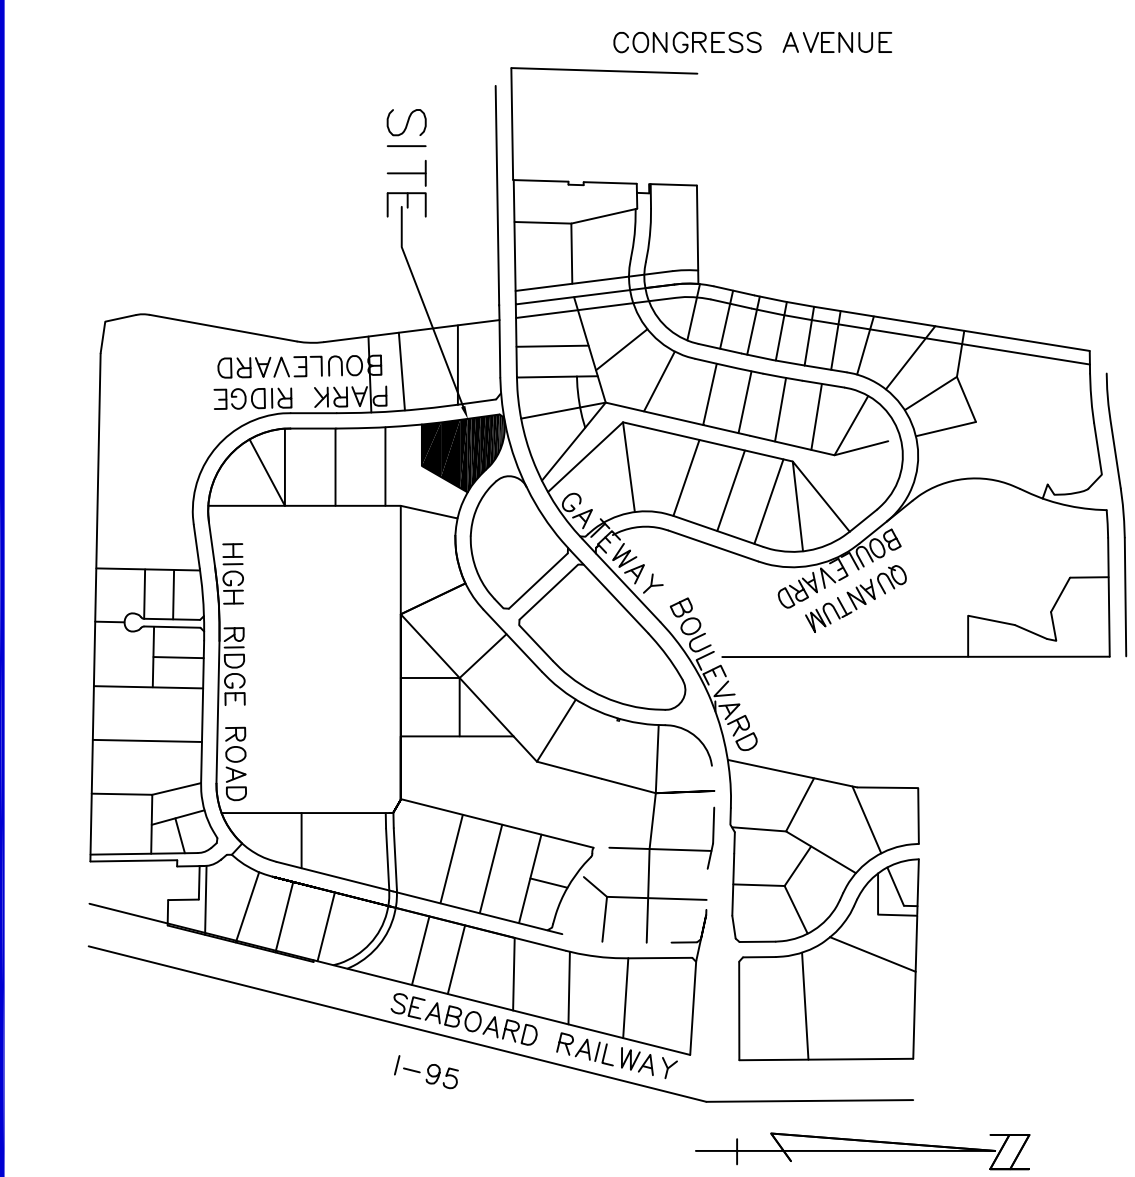 CONGRESS AVENUE
SITE
PARK RIDGE
BOULEVARD
GATEWAY BOULEVARD
QUANTUM
BOULEVARD
HIGH RIDGE ROAD
SEABOARD RAILWAY
I-95
N